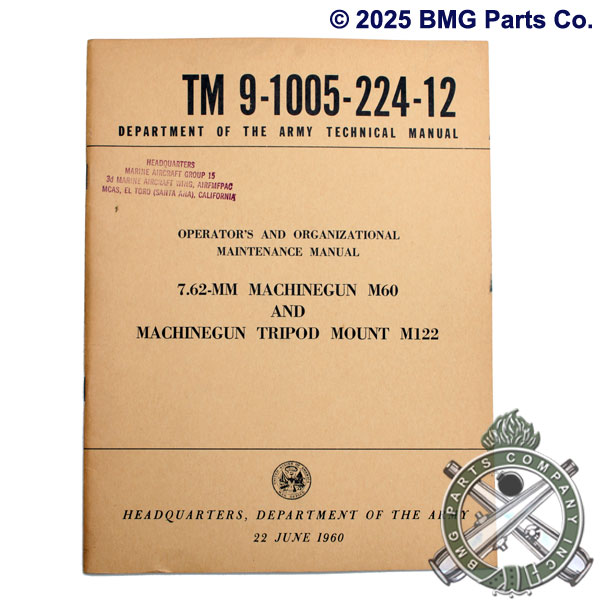 © 2025 BMG Parts Co.
TM 9-1005-224-12
DEPARTMENT OF THE ARMY TECHNICAL MANUAL
HEADQUARTERS
MARINE AIRCRAFT GROUP 15
3d MARINE AIRCRAFT WING, AIRFMFPAC
MCAS, EL TORO (SANTA ANA), CALIFORNIA
OPERATOR'S AND ORGANIZATIONAL
MAINTENANCE MANUAL
7.62-MM MACHINEGUN M60
AND
MACHINEGUN TRIPOD MOUNT M122
HEADQUARTERS, DEPARTMENT OF THE ARMY
22 JUNE 1960
BMG PARTS COMPANY INC.